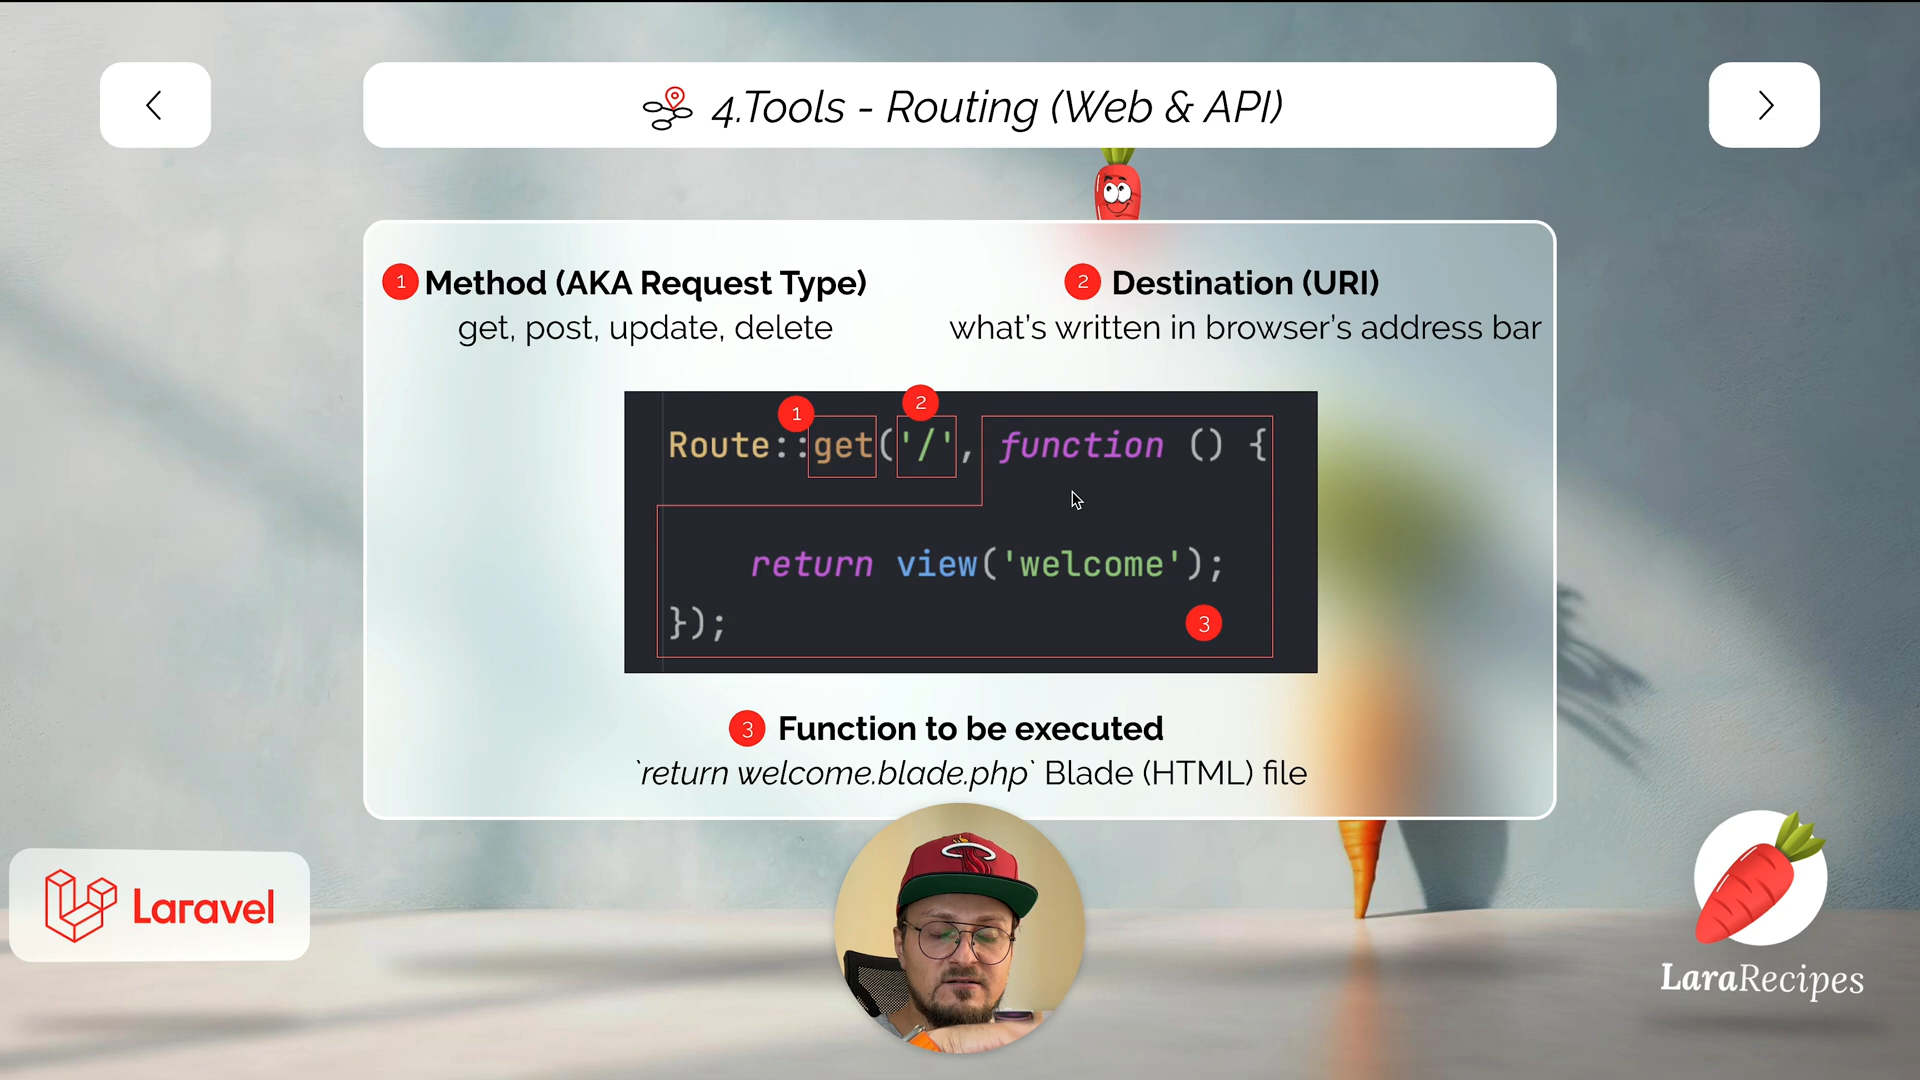 4.Tools - Routing (Web & API)
1 Method (AKA Request Type)
get, post, update, delete
2 Destination (URI)
what's written in browser's address bar
1
2
Route::get('/', function () {
return view('welcome');
});
3
3 Function to be executed
`return welcome.blade.php` Blade (HTML) file
Laravel
LaraRecipes